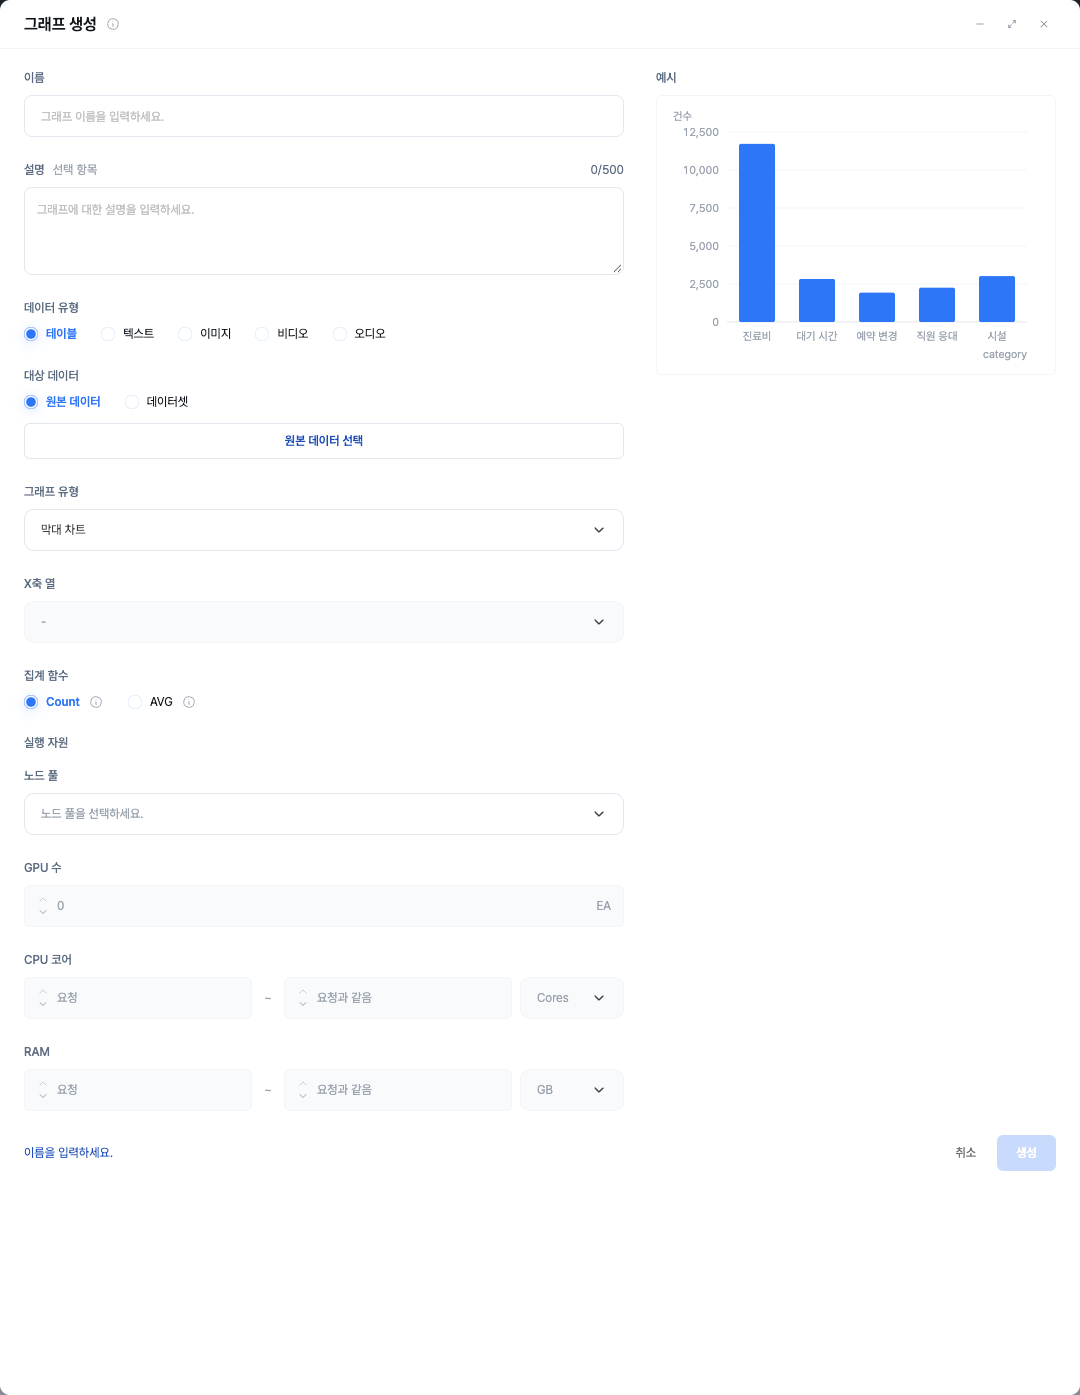 그래프 생성
이름
그래프 이름을 입력하세요.
설명 선택 항목 0/500
그래프에 대한 설명을 입력하세요.
데이터 유형
테이블 텍스트 이미지 비디오 오디오
대상 데이터
원본 데이터 데이터셋
원본 데이터 선택
그래프 유형
막대 차트
X축 열
-
집계 함수
Count AVG
실행 자원
노드 풀
노드 풀을 선택하세요.
GPU 수
0 EA
CPU 코어
요청 ~ 요청과 같음 Cores
RAM
요청 ~ 요청과 같음 GB
이름을 입력하세요.
예시
건수
12,500
10,000
7,500
5,000
2,500
0
진료비 대기 시간 예약 변경 직원 응대 시설
category
취소 생성